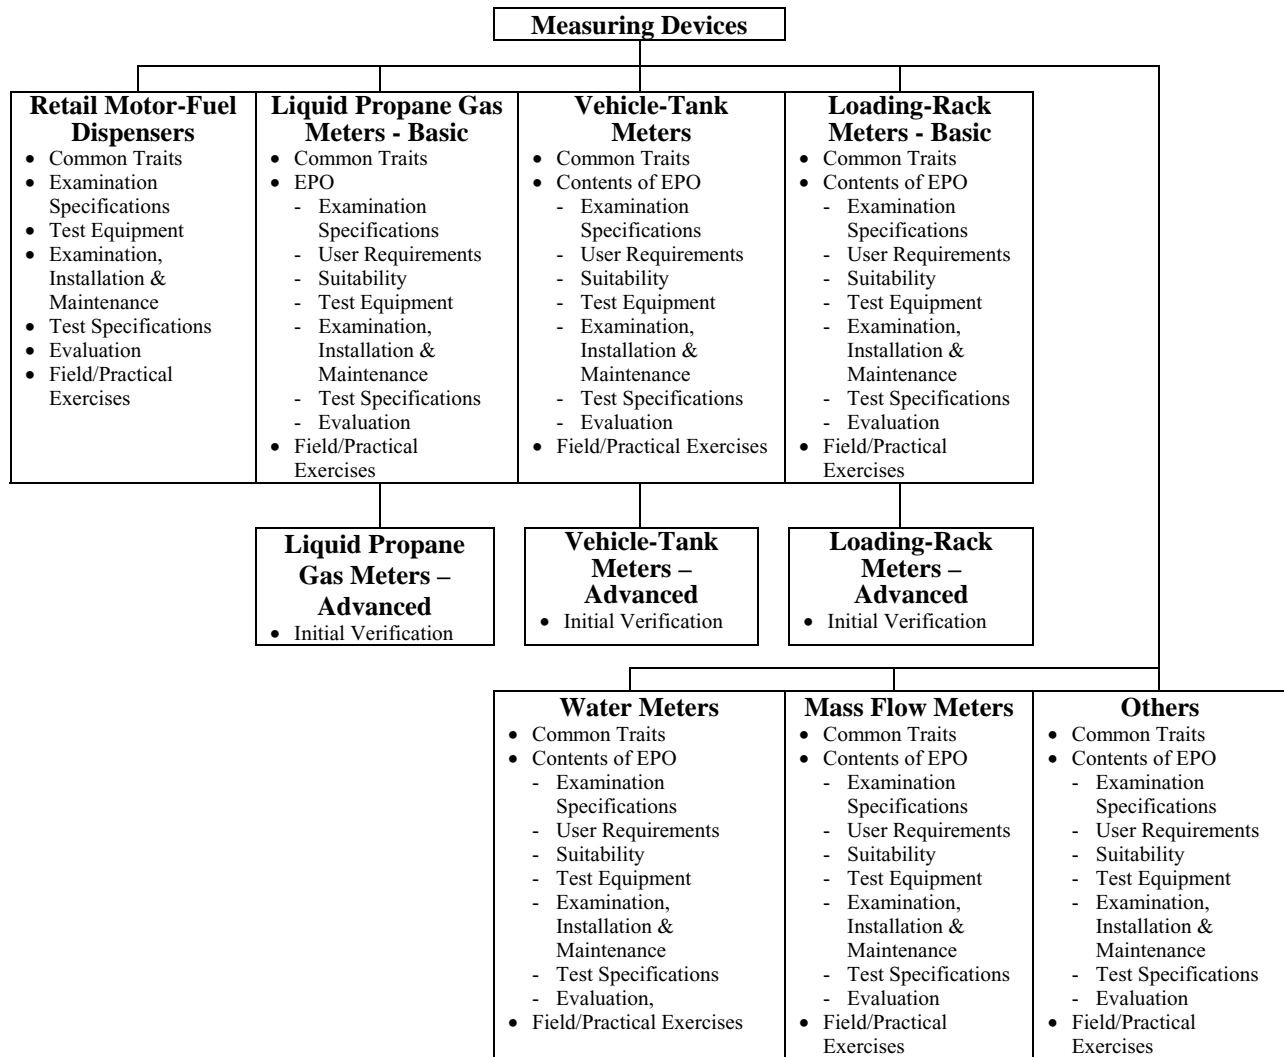 Measuring Devices
Retail Motor-Fuel
Dispensers
• Common Traits
• Examination
Specifications
• Test Equipment
• Examination,
Installation &
Maintenance
• Test Specifications
• Evaluation
• Field/Practical
Exercises
Liquid Propane Gas
Meters - Basic
• Common Traits
• EPO
- Examination
Specifications
- User Requirements
- Suitability
- Test Equipment
- Examination,
Installation &
Maintenance
- Test Specifications
- Evaluation
• Field/Practical
Exercises
Vehicle-Tank
Meters
• Common Traits
• Contents of EPO
- Examination
Specifications
- User Requirements
- Suitability
- Test Equipment
- Examination,
Installation &
Maintenance
- Test Specifications
- Evaluation
• Field/Practical Exercises
Loading-Rack
Meters - Basic
• Common Traits
• Contents of EPO
- Examination
Specifications
- User Requirements
- Suitability
- Test Equipment
- Examination,
Installation &
Maintenance
- Test Specifications
- Evaluation
• Field/Practical
Exercises
Liquid Propane
Gas Meters –
Advanced
• Initial Verification
Vehicle-Tank
Meters –
Advanced
• Initial Verification
Loading-Rack
Meters –
Advanced
• Initial Verification
Water Meters
• Common Traits
• Contents of EPO
- Examination
Specifications
- User Requirements
- Suitability
- Test Equipment
- Examination,
Installation &
Maintenance
- Test Specifications
- Evaluation,
• Field/Practical Exercises
Mass Flow Meters
• Common Traits
• Contents of EPO
- Examination
Specifications
- User Requirements
- Suitability
- Test Equipment
- Examination,
Installation &
Maintenance
- Test Specifications
- Evaluation
• Field/Practical
Exercises
Others
• Common Traits
• Contents of EPO
- Examination
Specifications
- User Requirements
- Suitability
- Test Equipment
- Examination,
Installation &
Maintenance
- Test Specifications
- Evaluation
• Field/Practical
Exercises